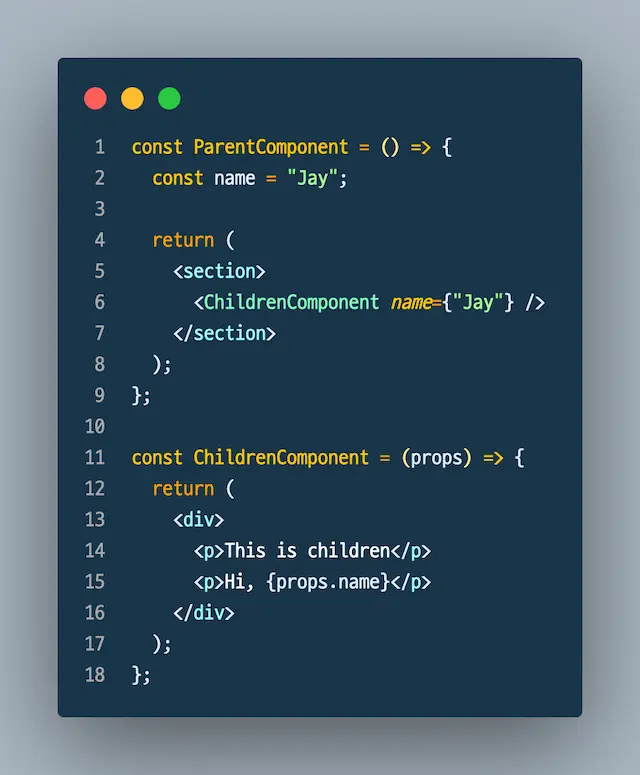 1 const ParentComponent = () => {
2   const name = "Jay";
3
4   return (
5     <section>
6       <ChildrenComponent name={"Jay"} />
7     </section>
8   );
9 };
10
11 const ChildrenComponent = (props) => {
12   return (
13     <div>
14       <p>This is children</p>
15       <p>Hi, {props.name}</p>
16     </div>
17   );
18 };